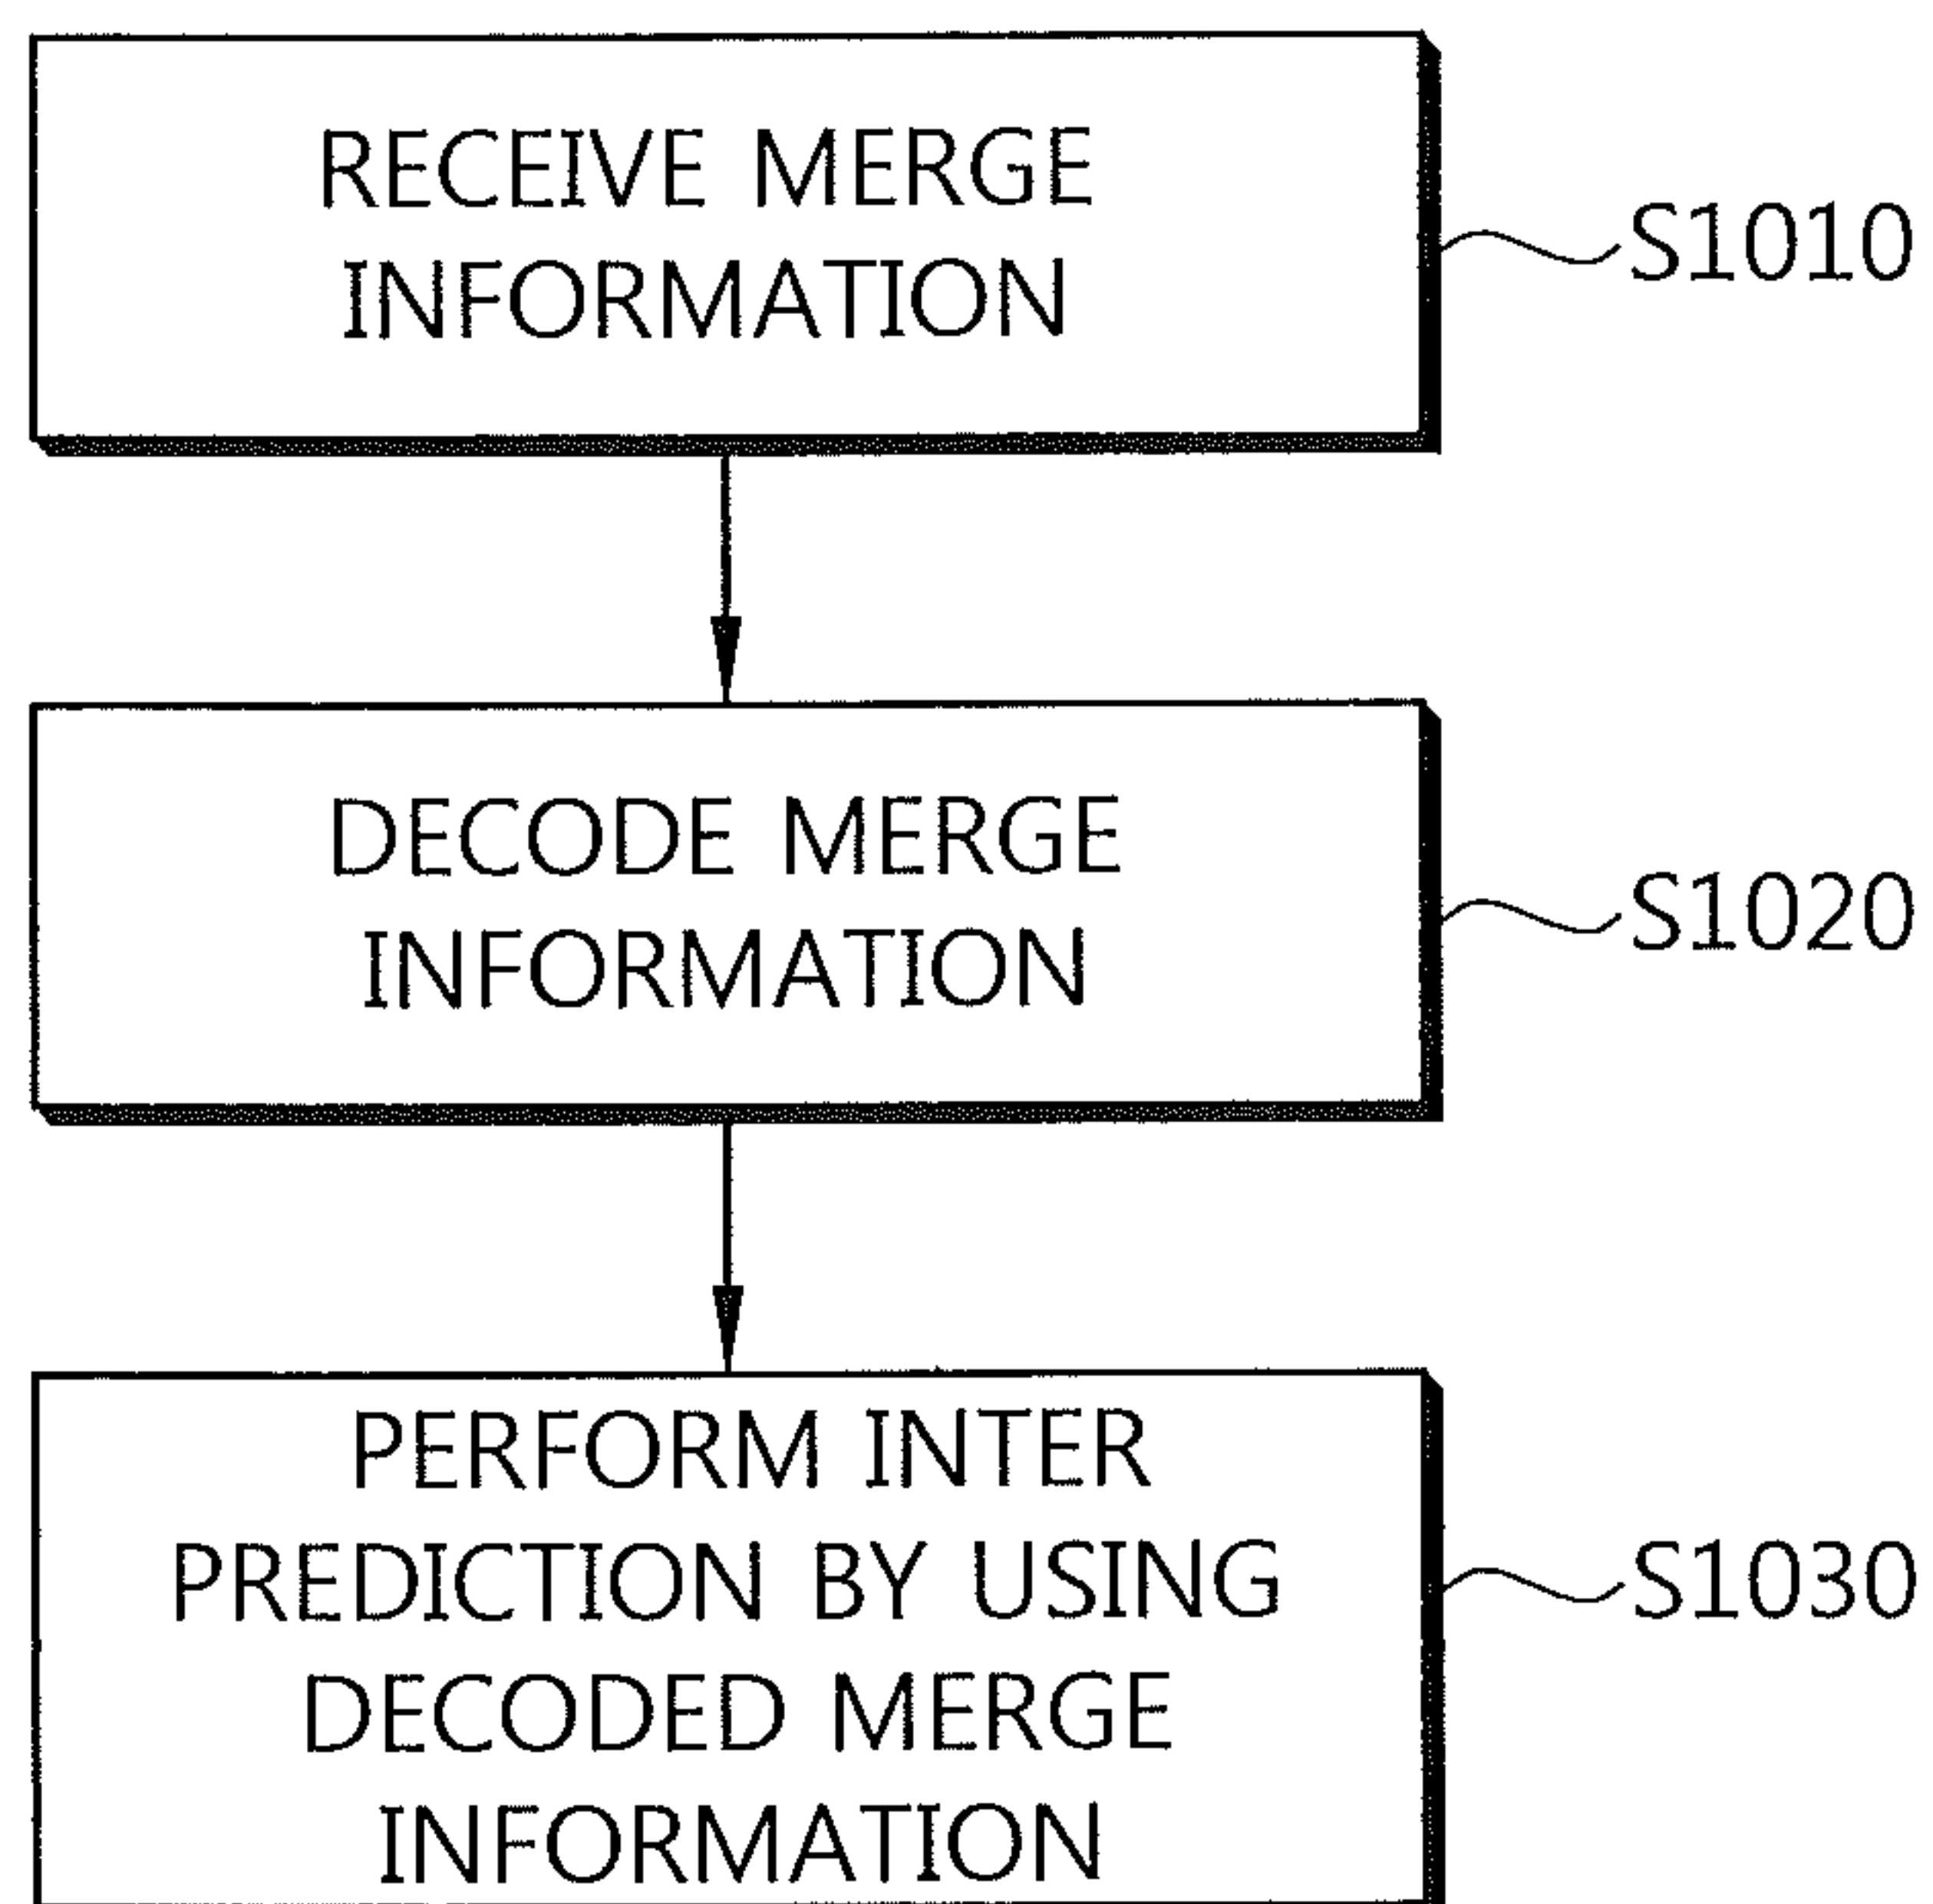 RECEIVE MERGE
INFORMATION
S1010
DECODE MERGE
INFORMATION
S1020
PERFORM INTER
PREDICTION BY USING
DECODED MERGE
INFORMATION
S1030